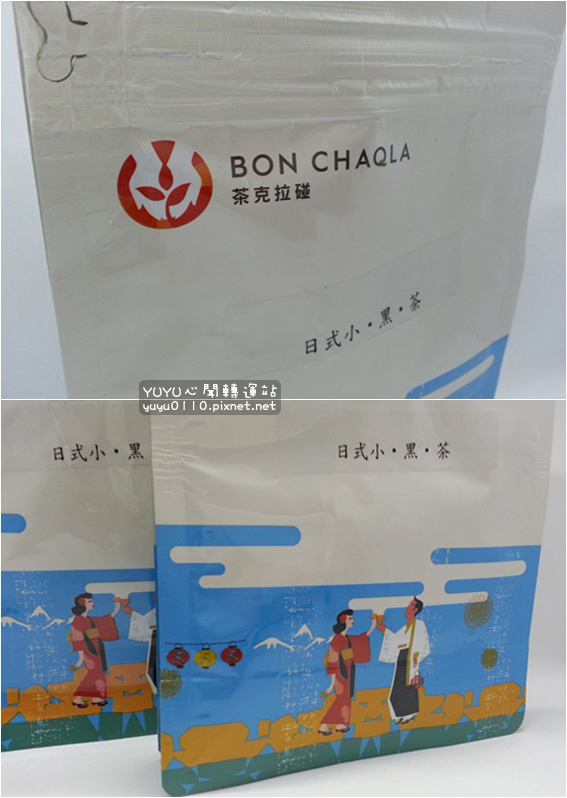 BON CHAQLA
茶克拉碰
日式小·黑·茶
YUYU心聞轉運站
yuyu0110.pixnet.net
日式小·黑
日式小·黑·茶